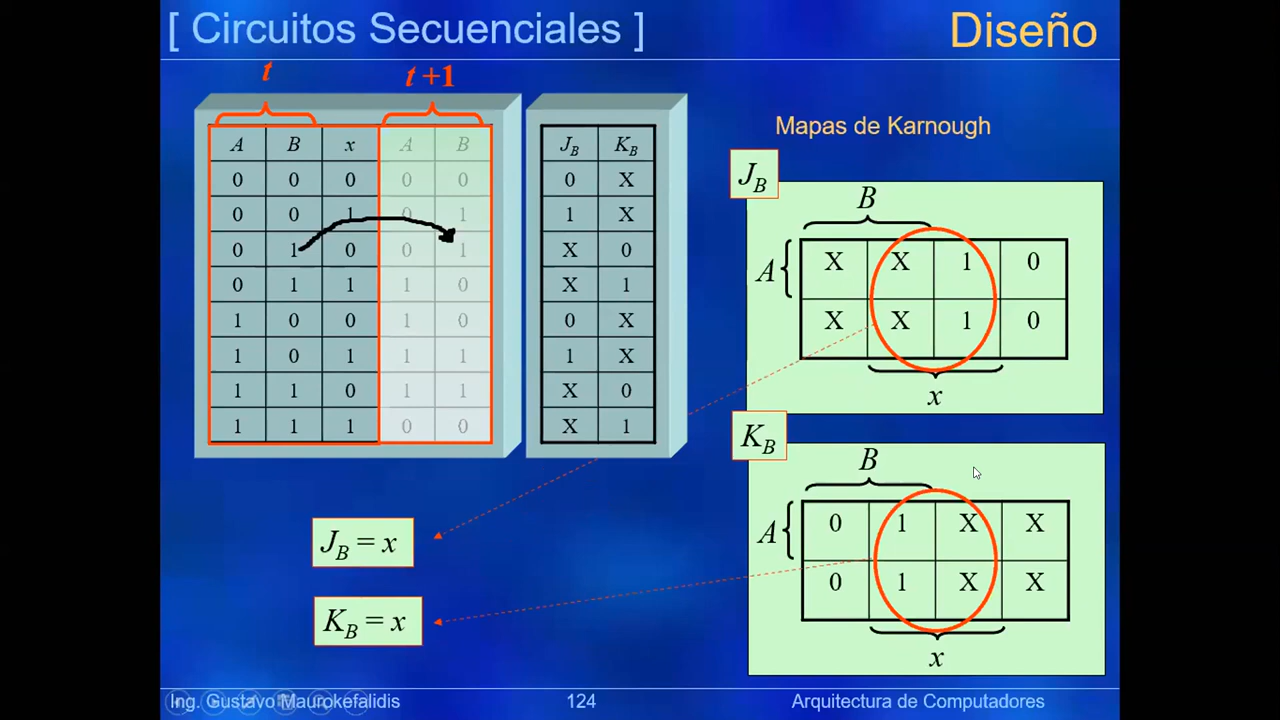 [ Circuitos Secuenciales ]
Diseño
t
t +1
A B x A B
0 0 0 0 0
0 0 1 0 1
0 1 0 0 1
0 1 1 1 0
1 0 0 1 0
1 0 1 1 1
1 1 0 1 1
1 1 1 0 0
J_B K_B
0 X
1 X
X 0
X 1
0 X
1 X
X 0
X 1
Mapas de Karnough
J_B
B
A
X X 1 0
X X 1 0
x
K_B
B
A
0 1 X X
0 1 X X
x
J_B = x
K_B = x
Ing. Gustavo Maurokefalidis
124
Arquitectura de Computadores